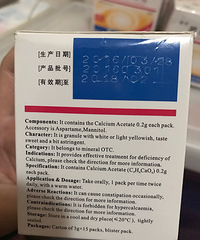 [生产日期]
[产品批号]
[有效期至]
Components: It contains the Calcium Acetate 0.2g each pack.
Accessory is Aspartame, Mannitol.
Character: It is granule with white or light yellowish, taste
sweet and a bit astringent.
Category: It belongs to mineral OTC.
Indications: It provides effective treatment for deficiency of
Calcium, please check the direction for more information.
Specification: It contains Calcium Acetate (C₄H₆CaO₄) 0.2g
each pack.
Application & Dosage: Take orally, 1 pack per time twice
daily, with a warm water.
Adverse Reactions: It can cause constipation occasionally,
please check the direction for more information.
Contraindications: It is forbidden for hypercalcaemia,
please check the direction for more information.
Storage: Store in a cool and dry place(≤20℃), tightly
Packages: Carton of 3g×15 packs, blister pack.